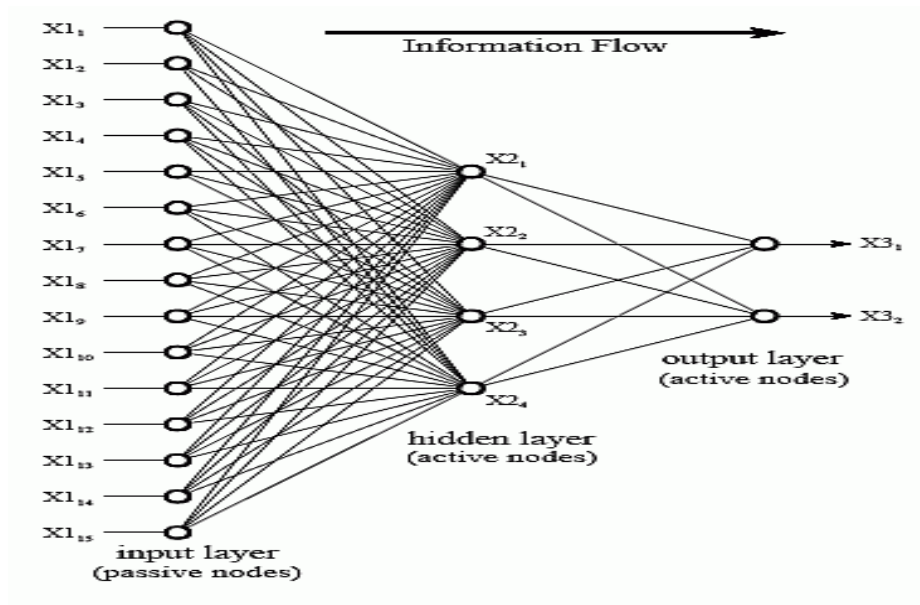 X1₁
Information Flow
X1₂
X1₃
X1₄
X2₁
X1₅
X1₆
X2₂
X1₇
X3₁
X1₈
X1₉
X2₃
X3₂
X1₁₀
output layer
(active nodes)
X1₁₁
X2₄
X1₁₂
hidden layer
(active nodes)
X1₁₃
X1₁₄
X1₁₅
input layer
(passive nodes)